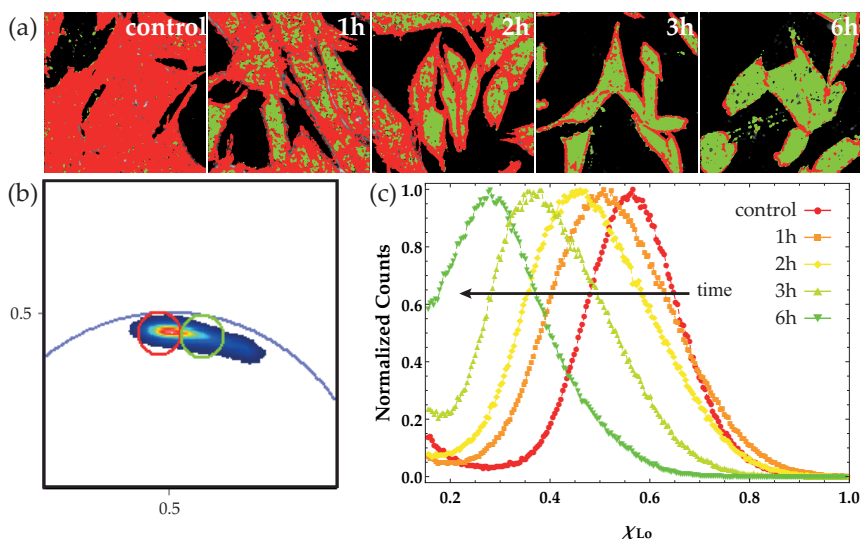 (a) control 1h 2h 3h 6h
(b)
0.5
0.5
(c)
1.0
0.8
0.6
0.4
0.2
0.0
Normalized Counts
control
1h
2h
3h
6h
time
0.2 0.4 0.6 0.8 1.0
χLo